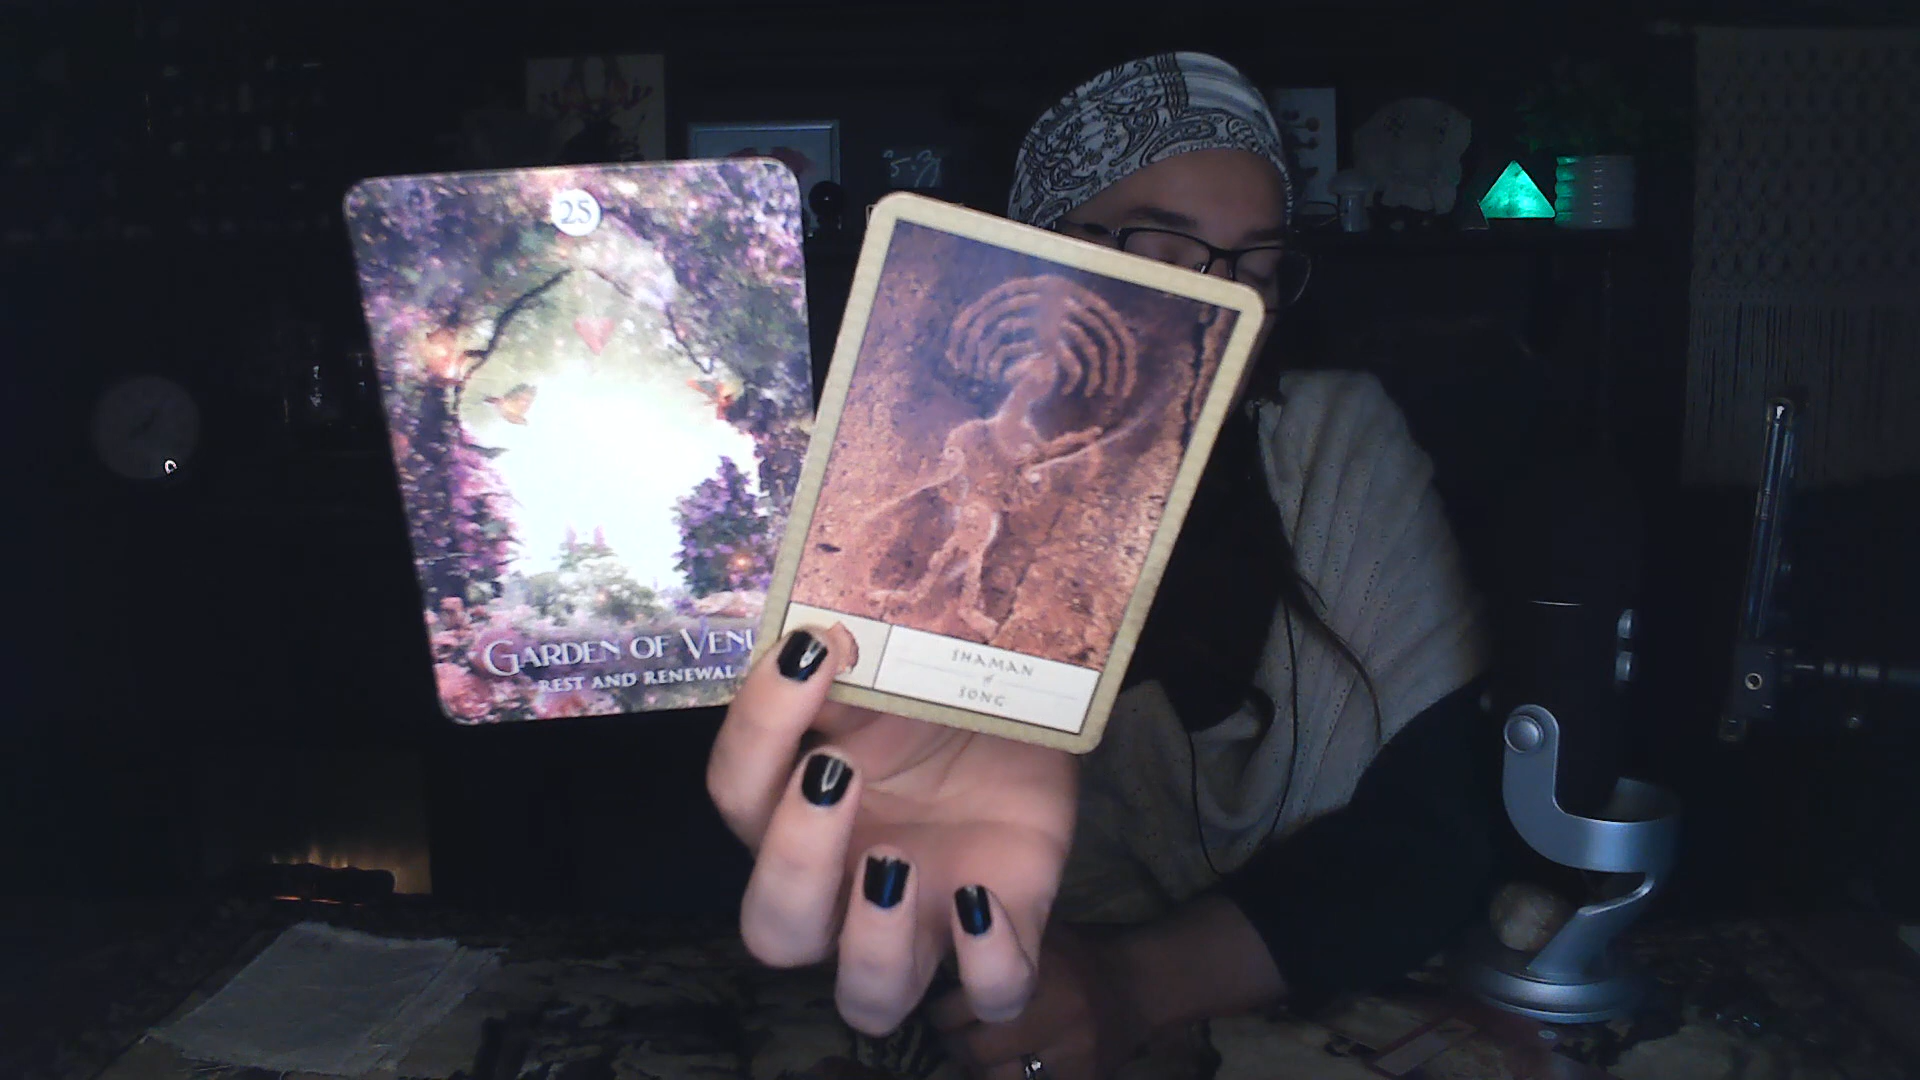 25
GARDEN OF VENU
REST AND RENEWAL
SHAMAN
of
SONG